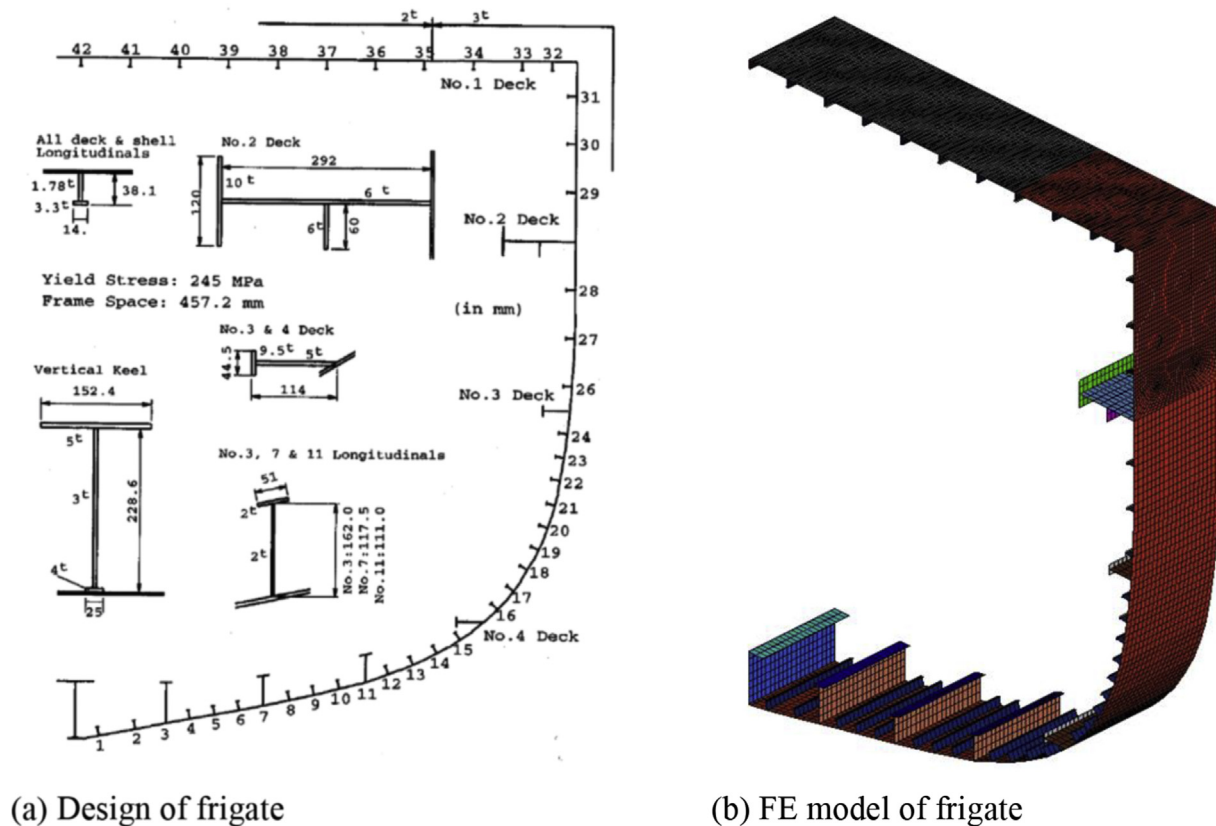 2t 3t
42 41 40 39 38 37 36 35 34 33 32
No.1 Deck
31
30
29
28
27
26
24
23
22
21
20
19
18
17
16
15
14
13
12
11
10
9
8
7
6
5
4
3
2
1
All deck & shell
Longitudinals
1.78t
38.1
3.3t
14.
No.2 Deck
292
10t
6 t
120
6t
60
No.2 Deck
Yield Stress: 245 MPa
Frame Space: 457.2 mm
(in mm)
No.3 & 4 Deck
9.5t
5t
44.5
114
No.3 Deck
Vertical Keel
152.4
5t
3t
228.6
4t
25
No.3, 7 & 11 Longitudinals
51
2t
2t
No.3:162.0
No.7:117.5
No.11:111.0
No.4 Deck
(a) Design of frigate
(b) FE model of frigate